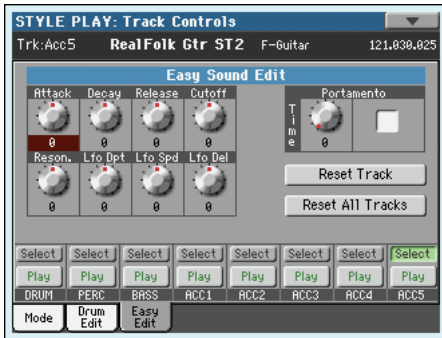 STYLE PLAY: Track Controls
Trk:Acc5 RealFolk Gtr ST2 F-Guitar 121.030.025
Easy Sound Edit
Attack Decay Release Cutoff Portamento
Time
0 0 0 0 0
Reson. Lfo Dpt Lfo Spd Lfo Del
Reset Track
0 0 0 0
Reset All Tracks
Select Select Select Select Select Select Select Select
Play Play Play Play Play Play Play Play
DRUM PERC BASS ACC1 ACC2 ACC3 ACC4 ACC5
Mode Drum Edit Easy Edit